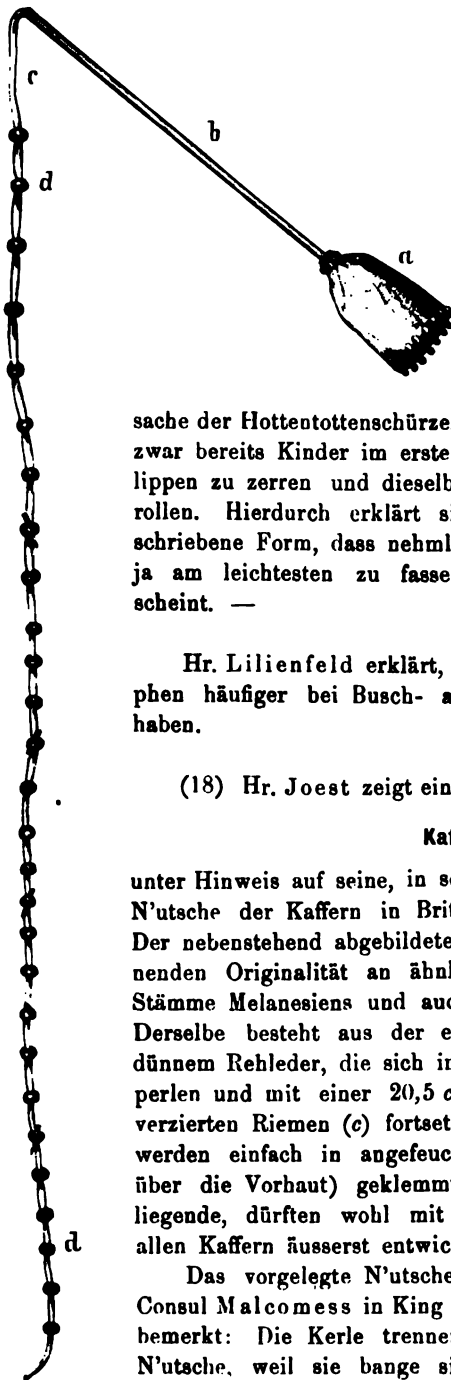 c
b
d
a
sache der Hottentottenschürze
zwar bereits Kinder im erste
lippen zu zerren und dieselb
rollen. Hierdurch erklärt si
schriebene Form, dass nehml
ja am leichtesten zu fasse
scheint. —
Hr. Lilienfeld erklärt,
phen häufiger bei Busch- a
haben.
(18) Hr. Joest zeigt ein
Kaf
unter Hinweis auf seine, in se
N'utsche der Kaffern in Brit
Der nebenstehend abgebildete
nenden Originalität an ähnl
Stämme Melanesiens und auc
Derselbe besteht aus der e
dünnem Rehleder, die sich in
perlen und mit einer 20,5 c
verzierten Riemen (c) fortset
werden einfach in angefeuc
über die Vorhaut) geklemm
liegende, dürften wohl mit
d
allen Kaffern äusserst entwic
Das vorgelegte N'utsche
Consul Malcomess in King
bemerkt: Die Kerle trenne
N'utsche, weil sie bange si